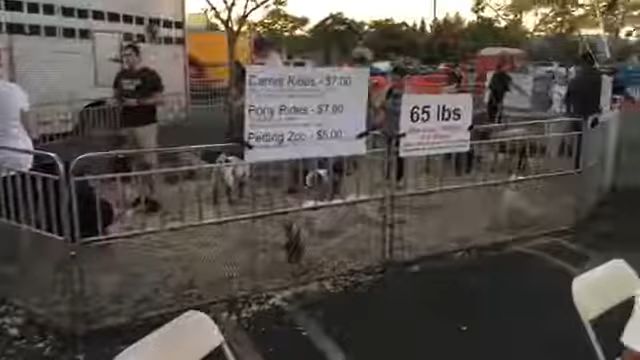 Camel Rides - $7.00
Pony Rides - $7.00
Petting Zoo - $5.00
65 lbs